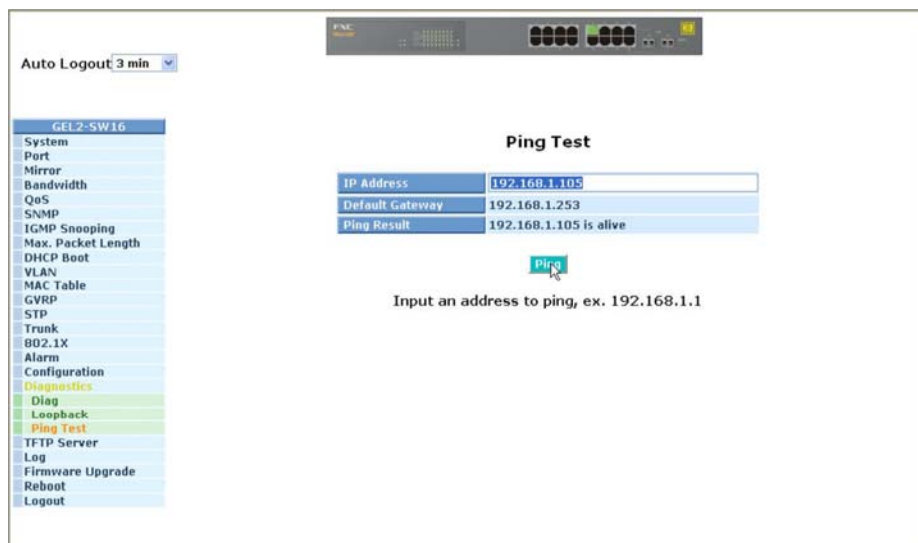 FXC
Auto Logout 3 min
GEL2-SW16
System
Port
Mirror
Bandwidth
QoS
SNMP
IGMP Snooping
Max. Packet Length
DHCP Boot
VLAN
MAC Table
GVRP
STP
Trunk
802.1X
Alarm
Configuration
Diagnostics
Diag
Loopback
Ping Test
TFTP Server
Log
Firmware Upgrade
Reboot
Logout
Ping Test
IP Address 192.168.1.105
Default Gateway 192.168.1.253
Ping Result 192.168.1.105 is alive
Ping
Input an address to ping, ex. 192.168.1.1